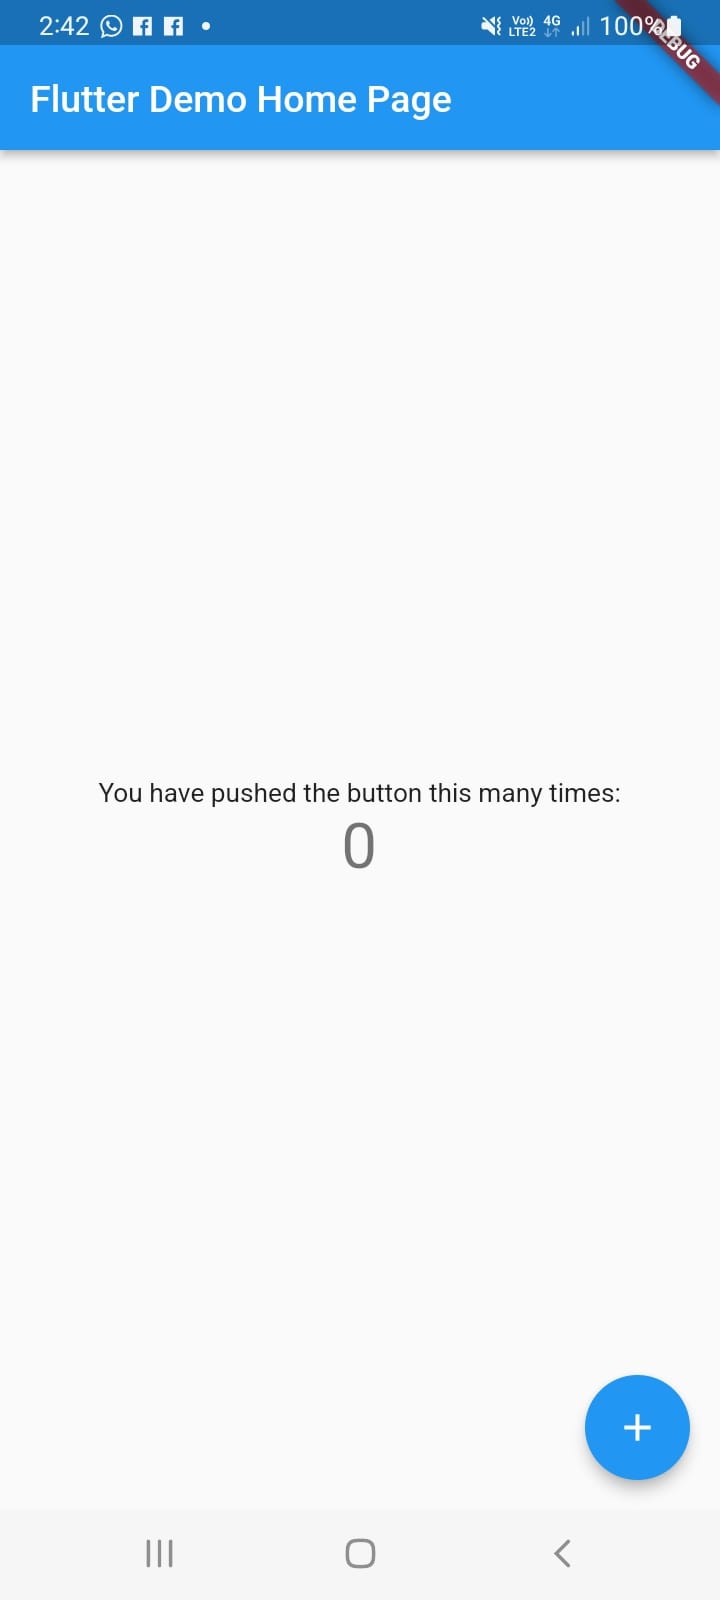 2:42 Vo)) LTE2 4G 100%
DEBUG
Flutter Demo Home Page
You have pushed the button this many times:
0